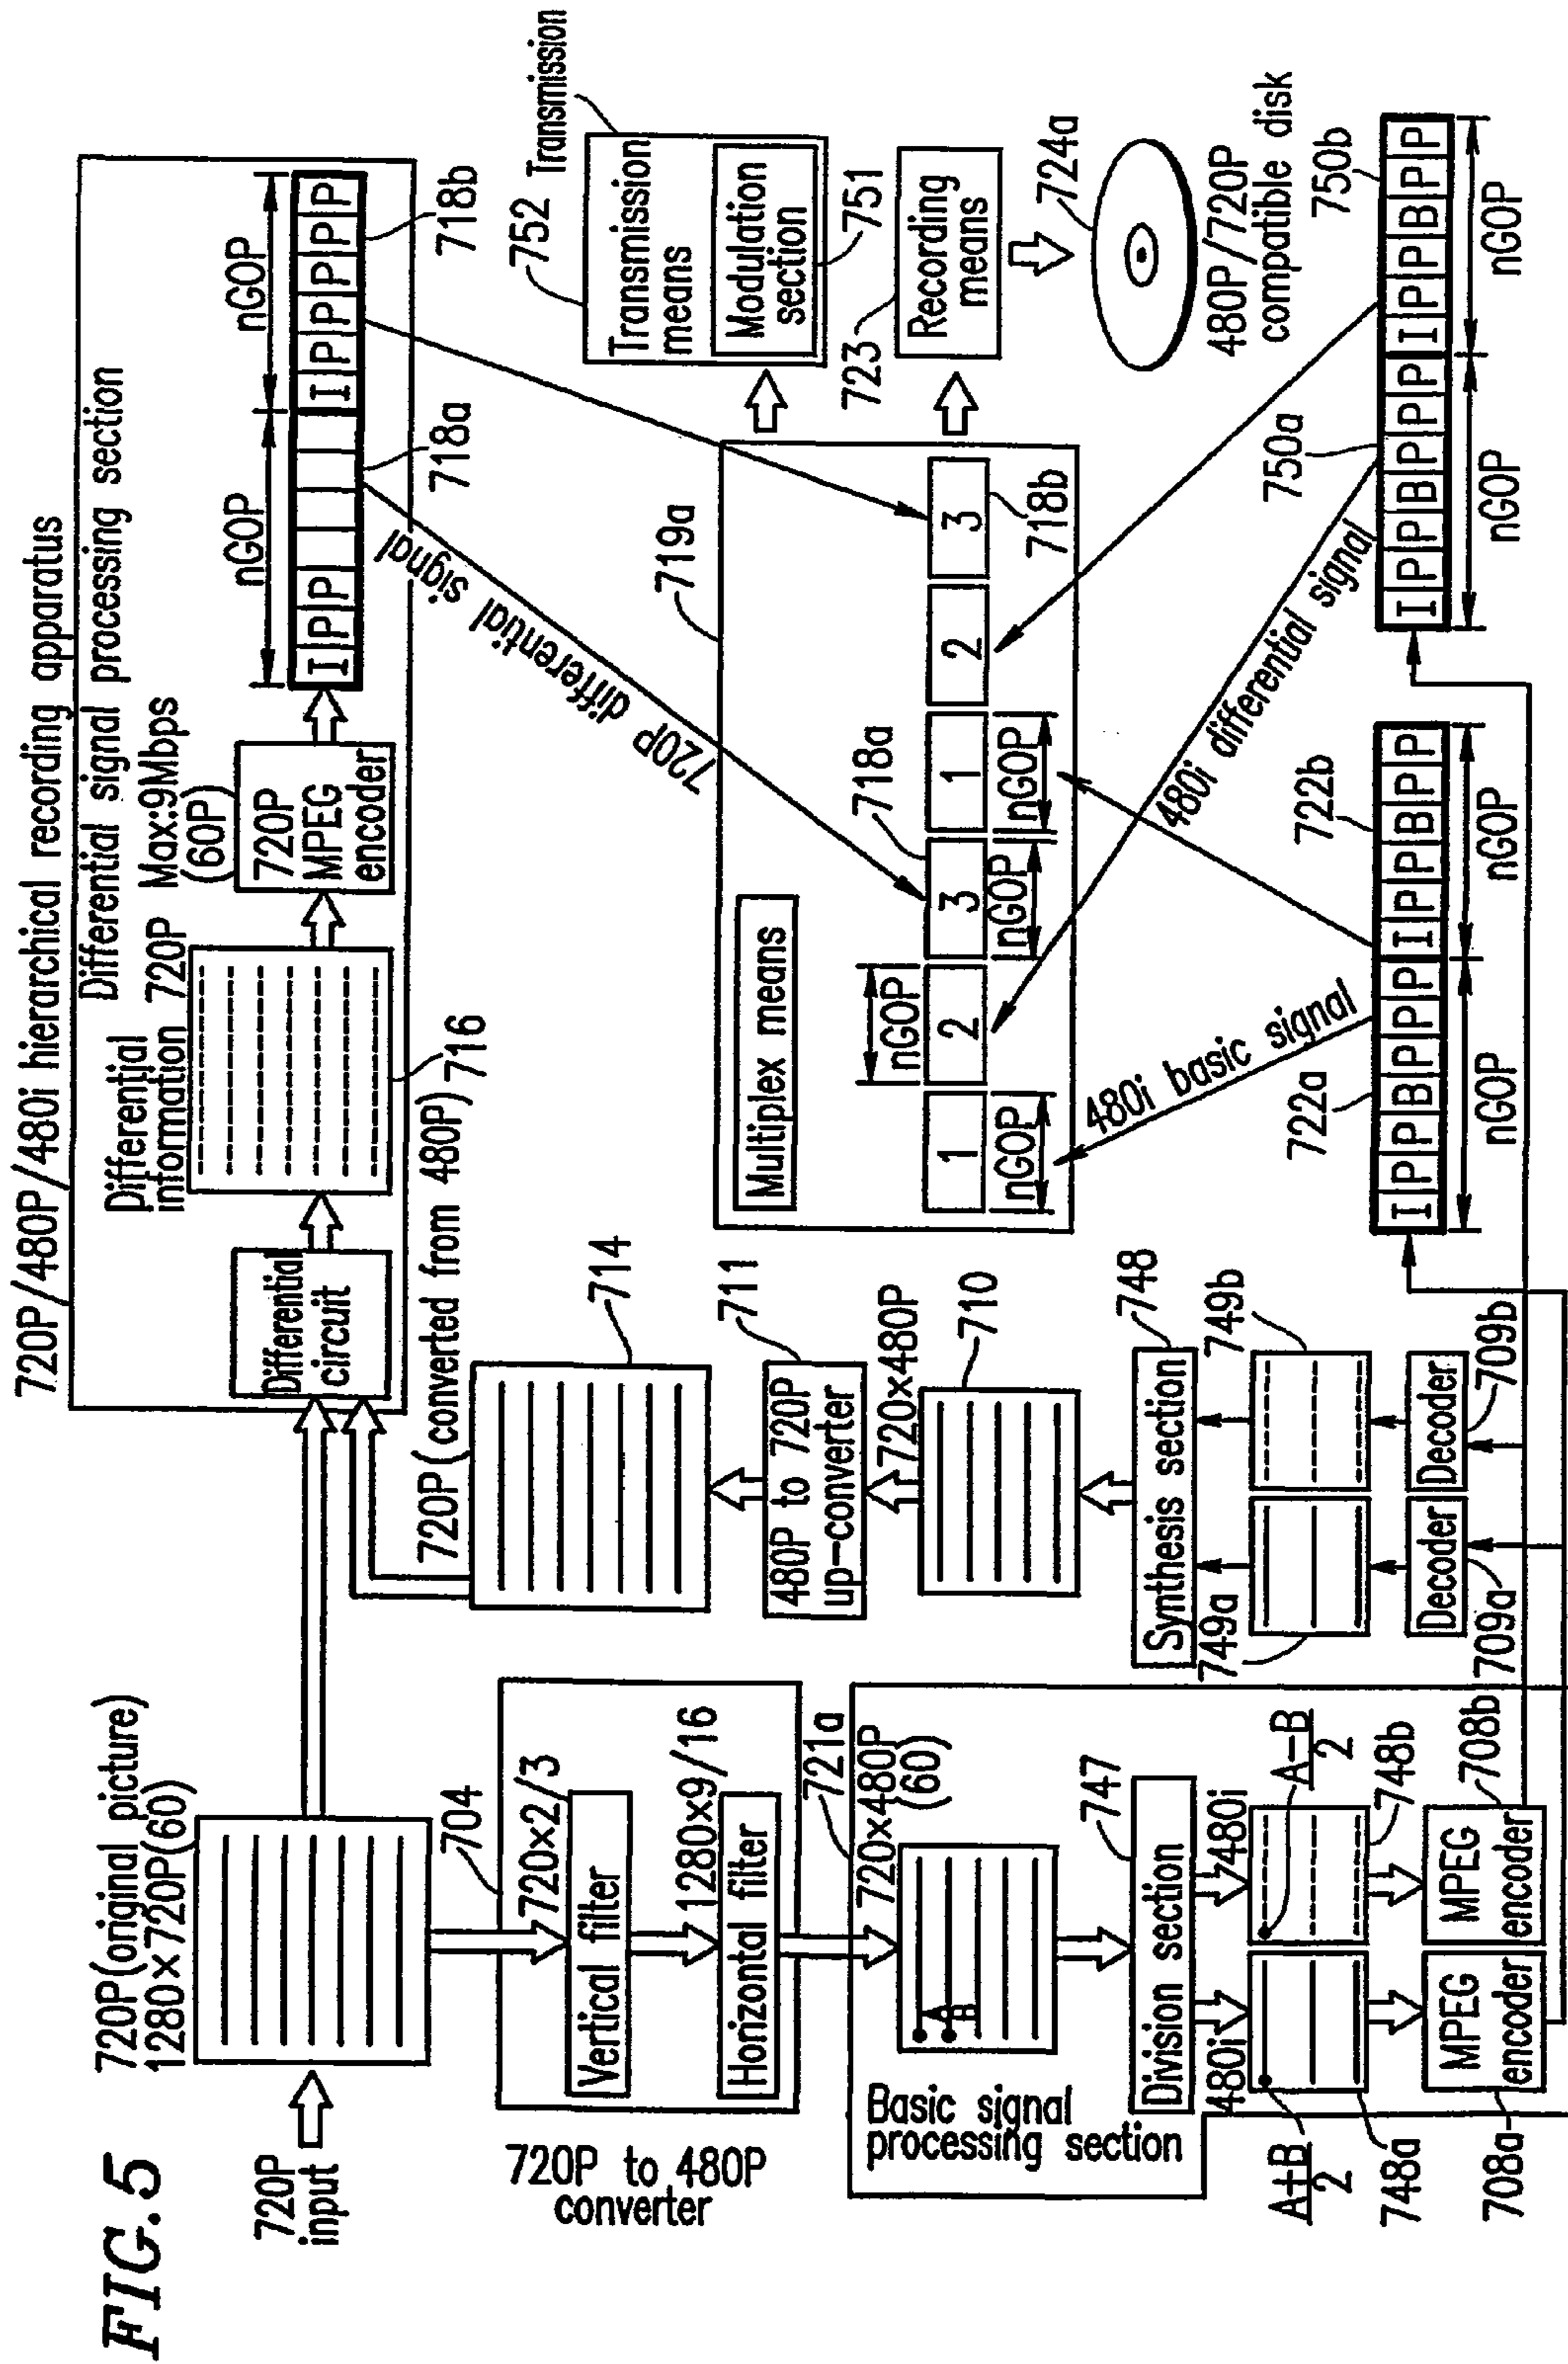 FIG. 5
720P/480P/480i hierarchical recording apparatus
Differential signal processing section
720P
input
720P(original picture)
1280×720P(60)
Differential
circuit
Differential
information
720P
716
Max:9Mbps
(60P)
720P
MPEG
encoder
nGOP
nGOP
I P P
I P P P P P
718a
718b
720P differential signal
720P(converted from 480P)
714
480P to 720P
up-converter
711
720×480P
710
Synthesis section
748
749a
749b
Decoder
Decoder
709a
709b
720P to 480P
converter
704
720×2/3
Vertical filter
1280×9/16
Horizontal filter
Basic signal
processing section
721a
720×480P
(60)
A
B
Division section
747
480i
480i
A+B
2
A-B
2
748a
748b
MPEG
encoder
MPEG
encoder
708a
708b
Multiplex means
719a
1 2 3 1 2 3
nGOP
nGOP
nGOP
nGOP
718a
718b
752
Transmission
Transmission
means
Modulation
section
751
723
Recording
means
724a
480P/720P
compatible disk
480i basic signal
480i differential signal
722a
722b
I P P B P P I P P B P P
nGOP
nGOP
750a
750b
I P P B P P P I P P B P P
nGOP
nGOP